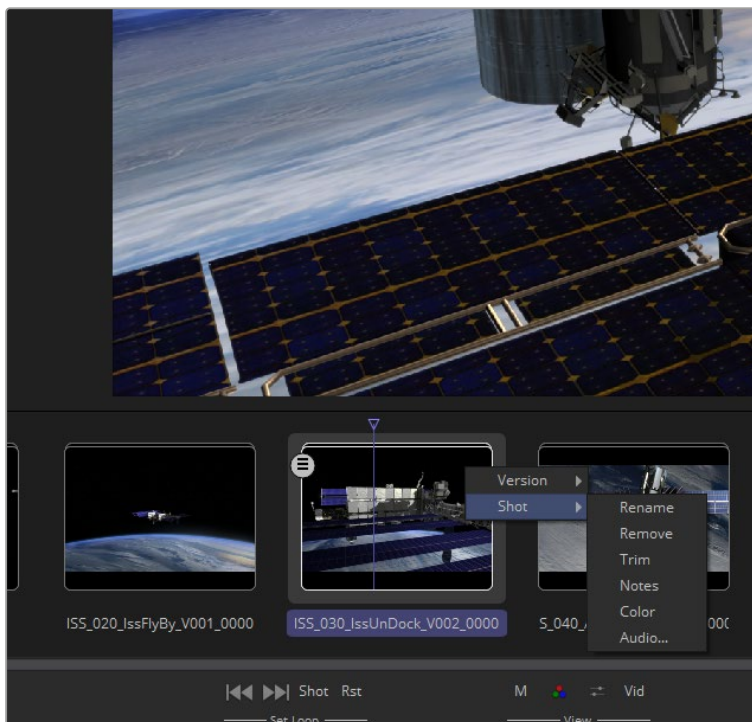 Version
Shot
Rename
Remove
Trim
Notes
Color
Audio...
ISS_020_IssFlyBy_V001_0000
ISS_030_IssUnDock_V002_0000
Shot Rst
M Vid
Set Loop
View